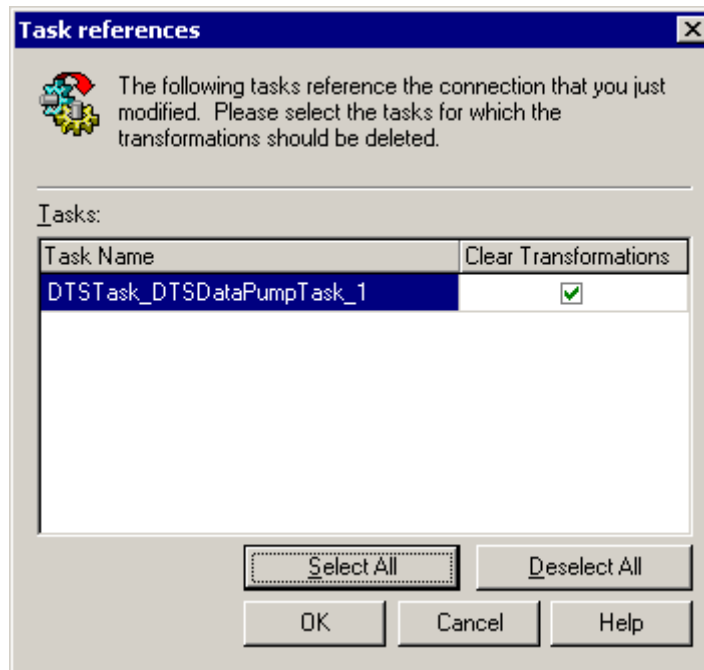 Task references
The following tasks reference the connection that you just
modified.  Please select the tasks for which the
transformations should be deleted.
Tasks:
Task Name Clear Transformations
DTSTask_DTSDataPumpTask_1
Select All Deselect All
OK Cancel Help